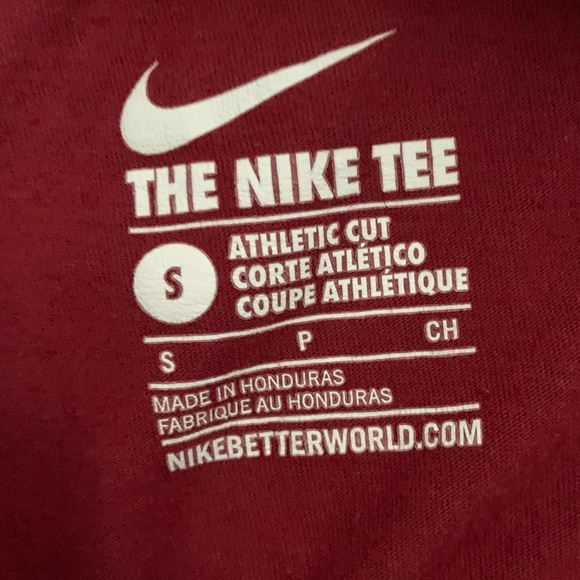 THE NIKE TEE
S
ATHLETIC CUT
CORTE ATLÉTICO
COUPE ATHLÉTIQUE
S P CH
MADE IN HONDURAS
FABRIQUE AU HONDURAS
NIKEBETTERWORLD.COM